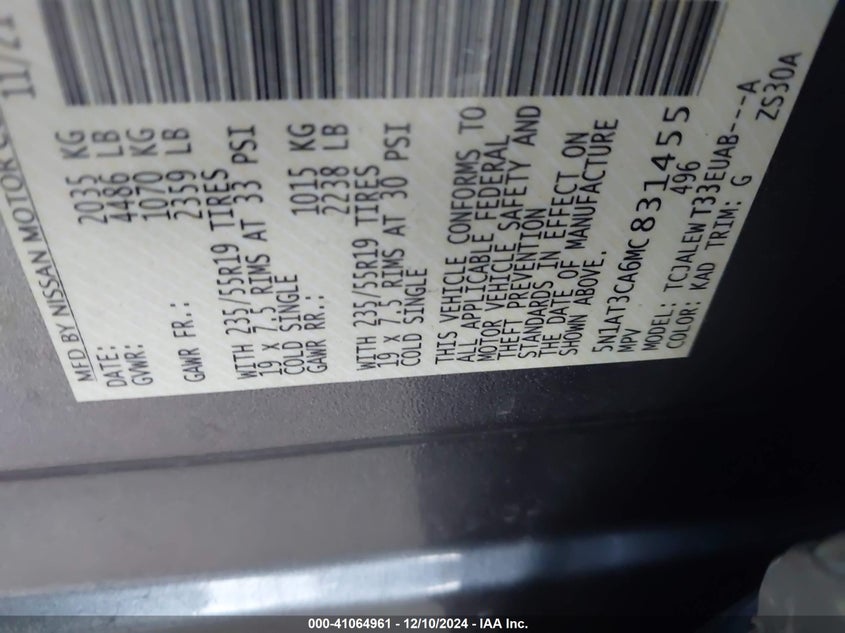 MFD BY NISSAN MOTOR
DATE: 11/21
GVWR: 2035 KG
4486 LB
GAWR FR.: 1070 KG
2359 LB
WITH 235/55R19 TIRES
19 X 7.5 RIMS AT 33 PSI
COLD SINGLE
GAWR RR.: 1015 KG
2238 LB
WITH 235/55R19 TIRES
19 X 7.5 RIMS AT 30 PSI
COLD SINGLE
THIS VEHICLE CONFORMS TO
ALL APPLICABLE FEDERAL
MOTOR VEHICLE SAFETY AND
THEFT PREVENTION
STANDARDS IN EFFECT ON
THE DATE OF MANUFACTURE
SHOWN ABOVE.
5N1AT3CA6MC831455
MPV 496
MODEL: TCJALEWT33EUAB---A
COLOR: KAD TRIM: G ZS30A
000-41064961 - 12/10/2024 - IAA Inc.